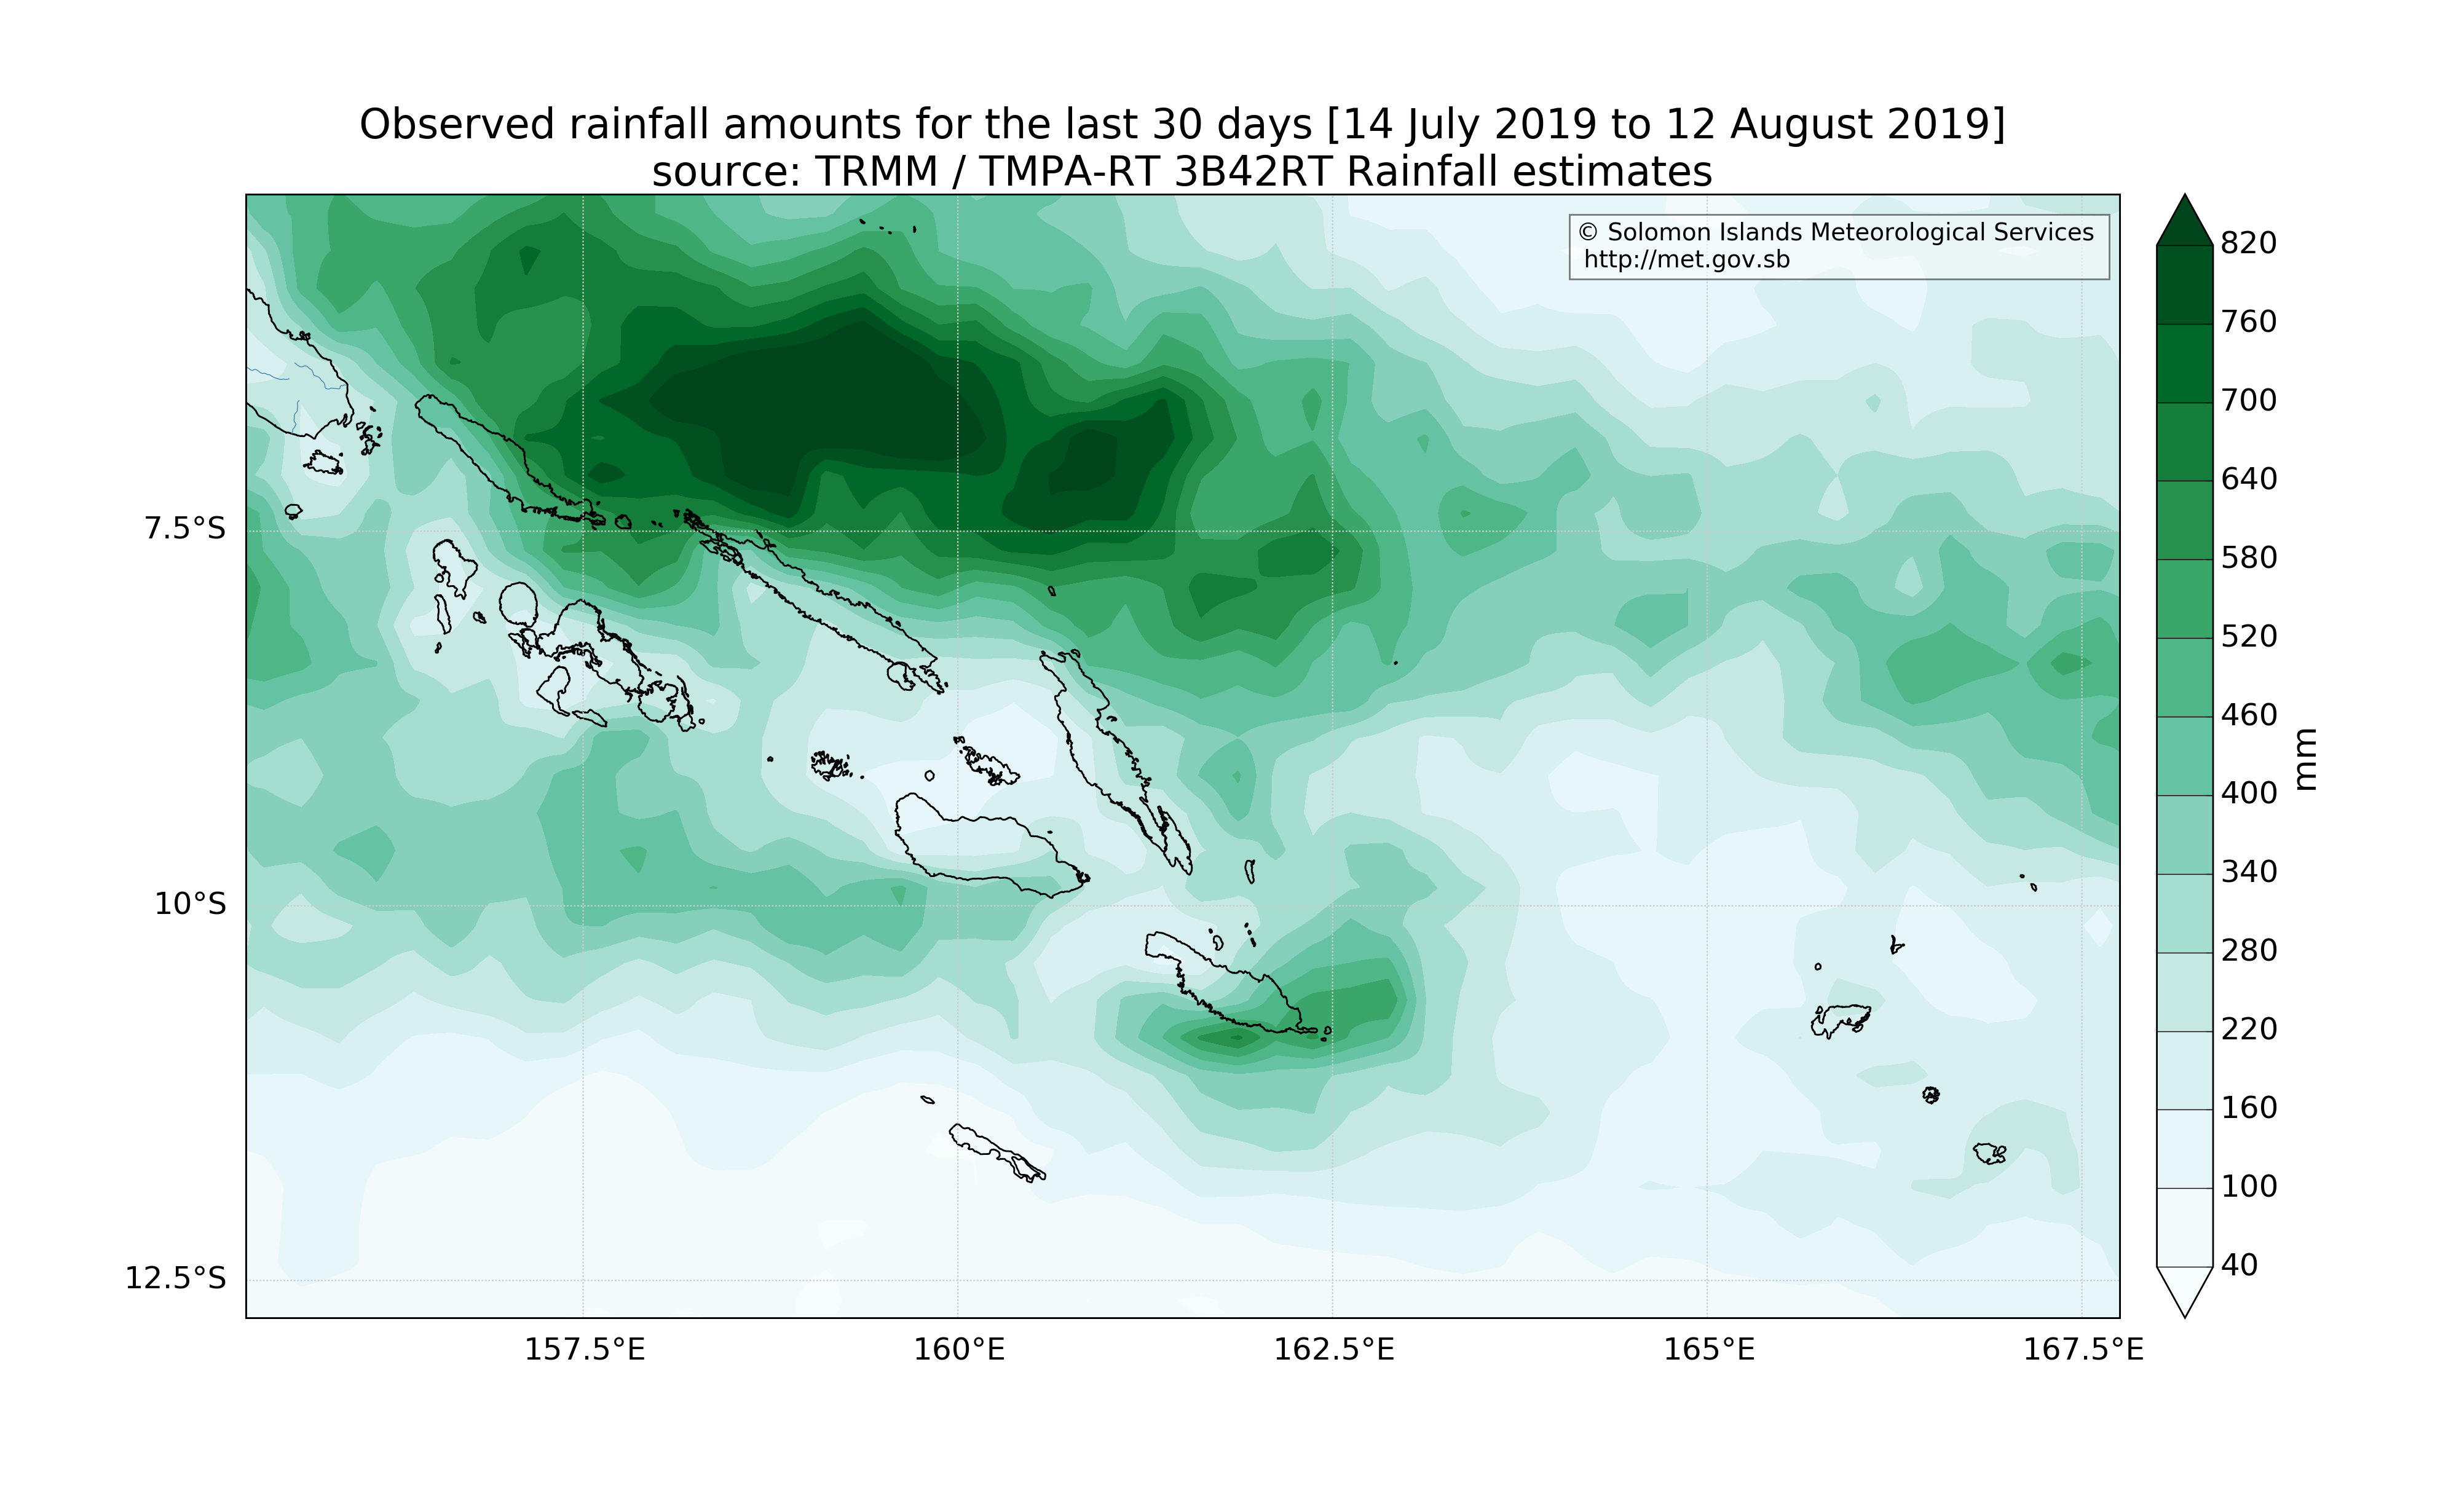 Observed rainfall amounts for the last 30 days [14 July 2019 to 12 August 2019]
source: TRMM / TMPA-RT 3B42RT Rainfall estimates
© Solomon Islands Meteorological Services
http://met.gov.sb
7.5°S
10°S
12.5°S
157.5°E
160°E
162.5°E
165°E
167.5°E
820
760
700
640
580
520
460
400
340
280
220
160
100
40
mm